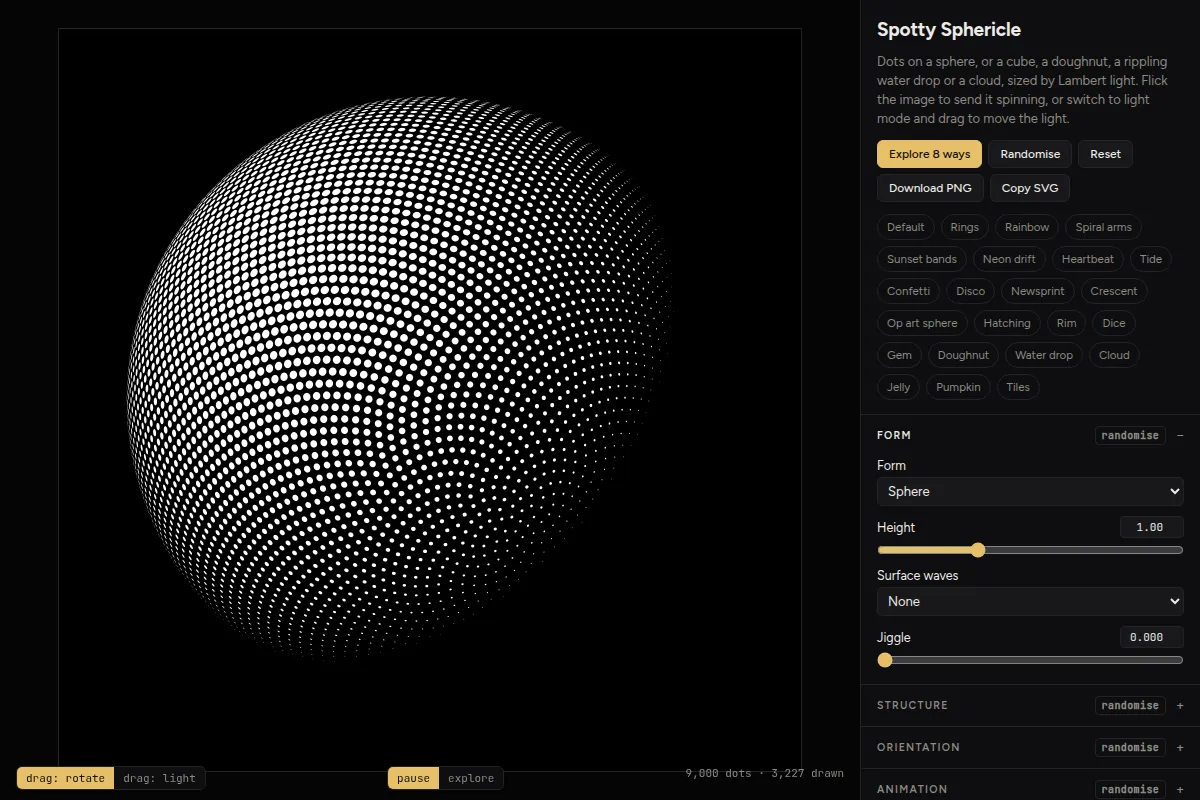 Spotty Sphericle
Dots on a sphere, or a cube, a doughnut, a rippling
water drop or a cloud, sized by Lambert light. Flick
the image to send it spinning, or switch to light
mode and drag to move the light.
Explore 8 ways Randomise Reset
Download PNG Copy SVG
Default Rings Rainbow Spiral arms
Sunset bands Neon drift Heartbeat Tide
Confetti Disco Newsprint Crescent
Op art sphere Hatching Rim Dice
Gem Doughnut Water drop Cloud
Jelly Pumpkin Tiles
FORM randomise −
Form
Sphere
Height 1.00
Surface waves
None
Jiggle 0.000
STRUCTURE randomise +
ORIENTATION randomise +
ANIMATION randomise +
drag: rotate drag: light pause explore 9,000 dots · 3,227 drawn